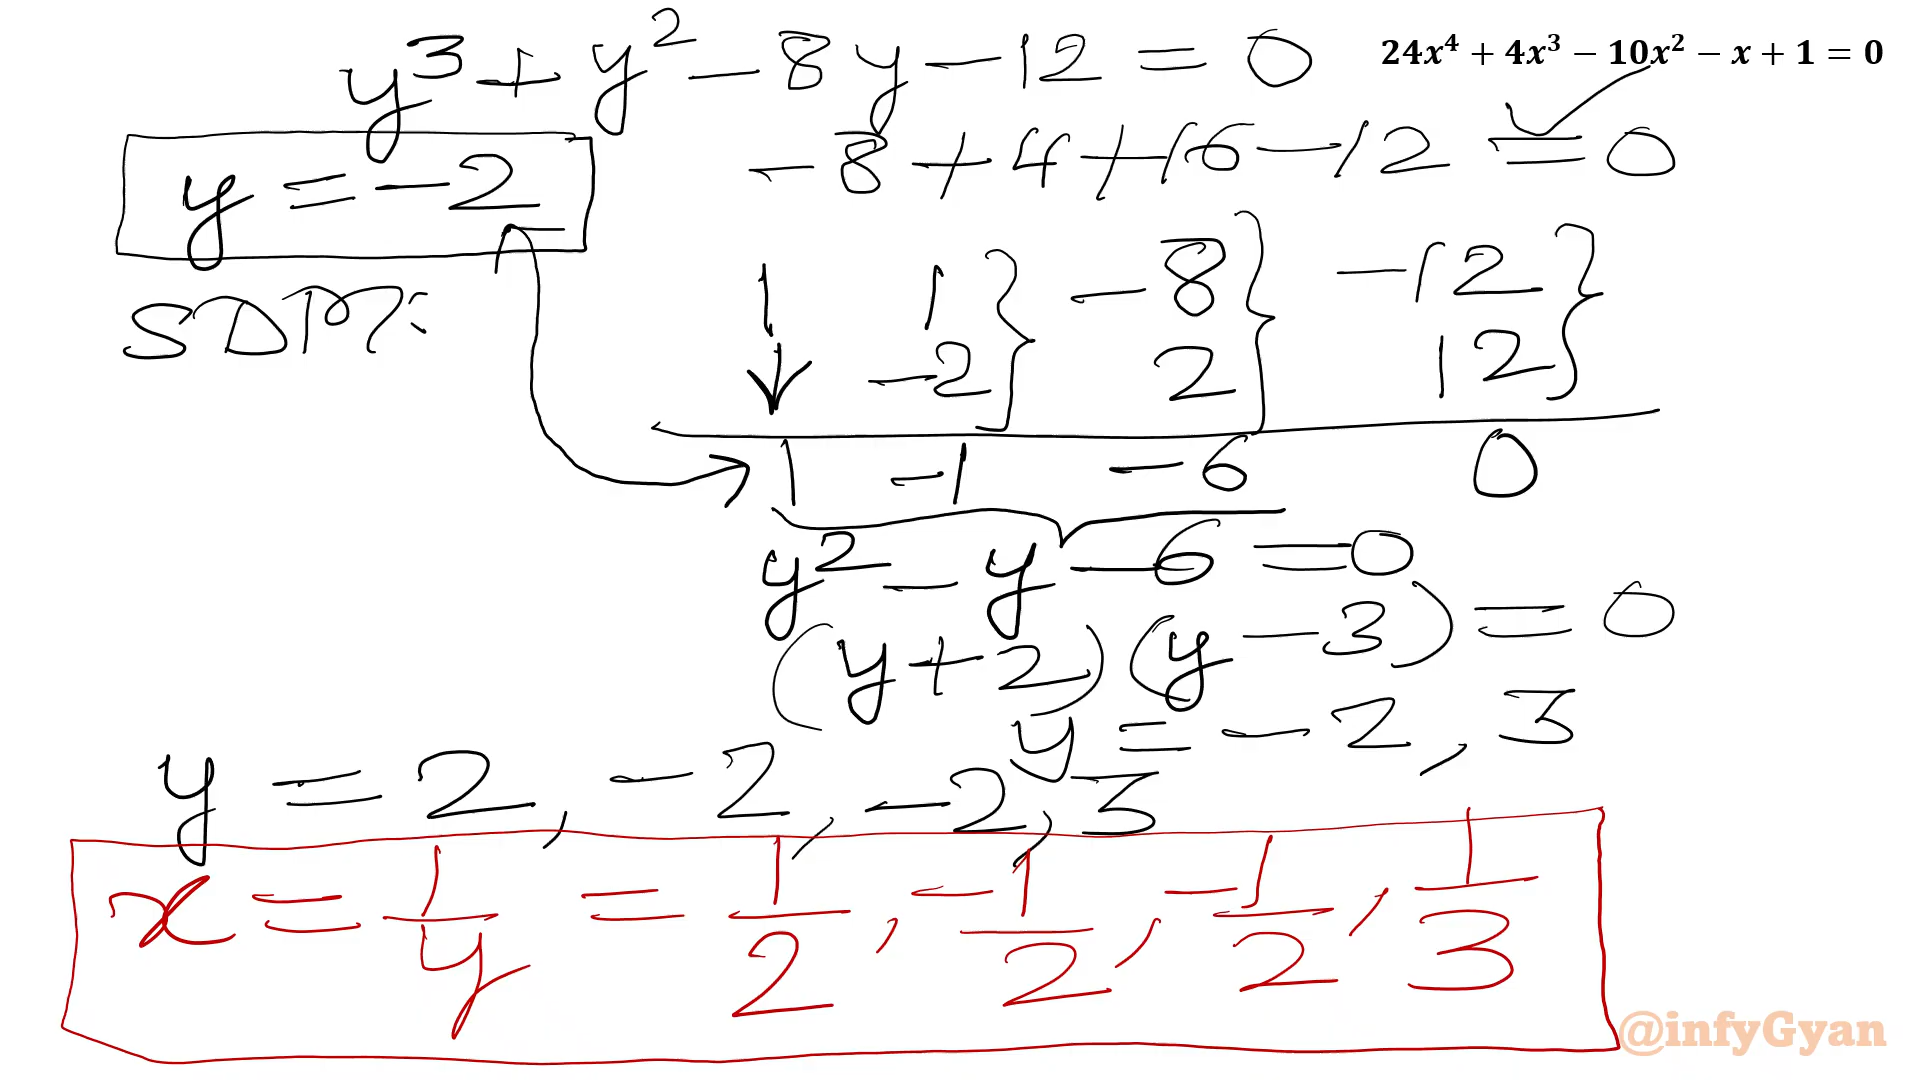 y³ + y² - 8y - 12 = 0
24x⁴ + 4x³ − 10x² − x + 1 = 0
y = -2
-8 + 4 + 16 - 12 = 0
SDM:
1 1 } -8 } -12 }
↓ -2 2 12
1 -1 -6 0
y² - y - 6 = 0
(y + 2)(y - 3) = 0
y = -2, 3
y = 2, -2, -2, 3
x = 1/y = 1/2, -1/2, -1/2, 1/3
@infyGyan